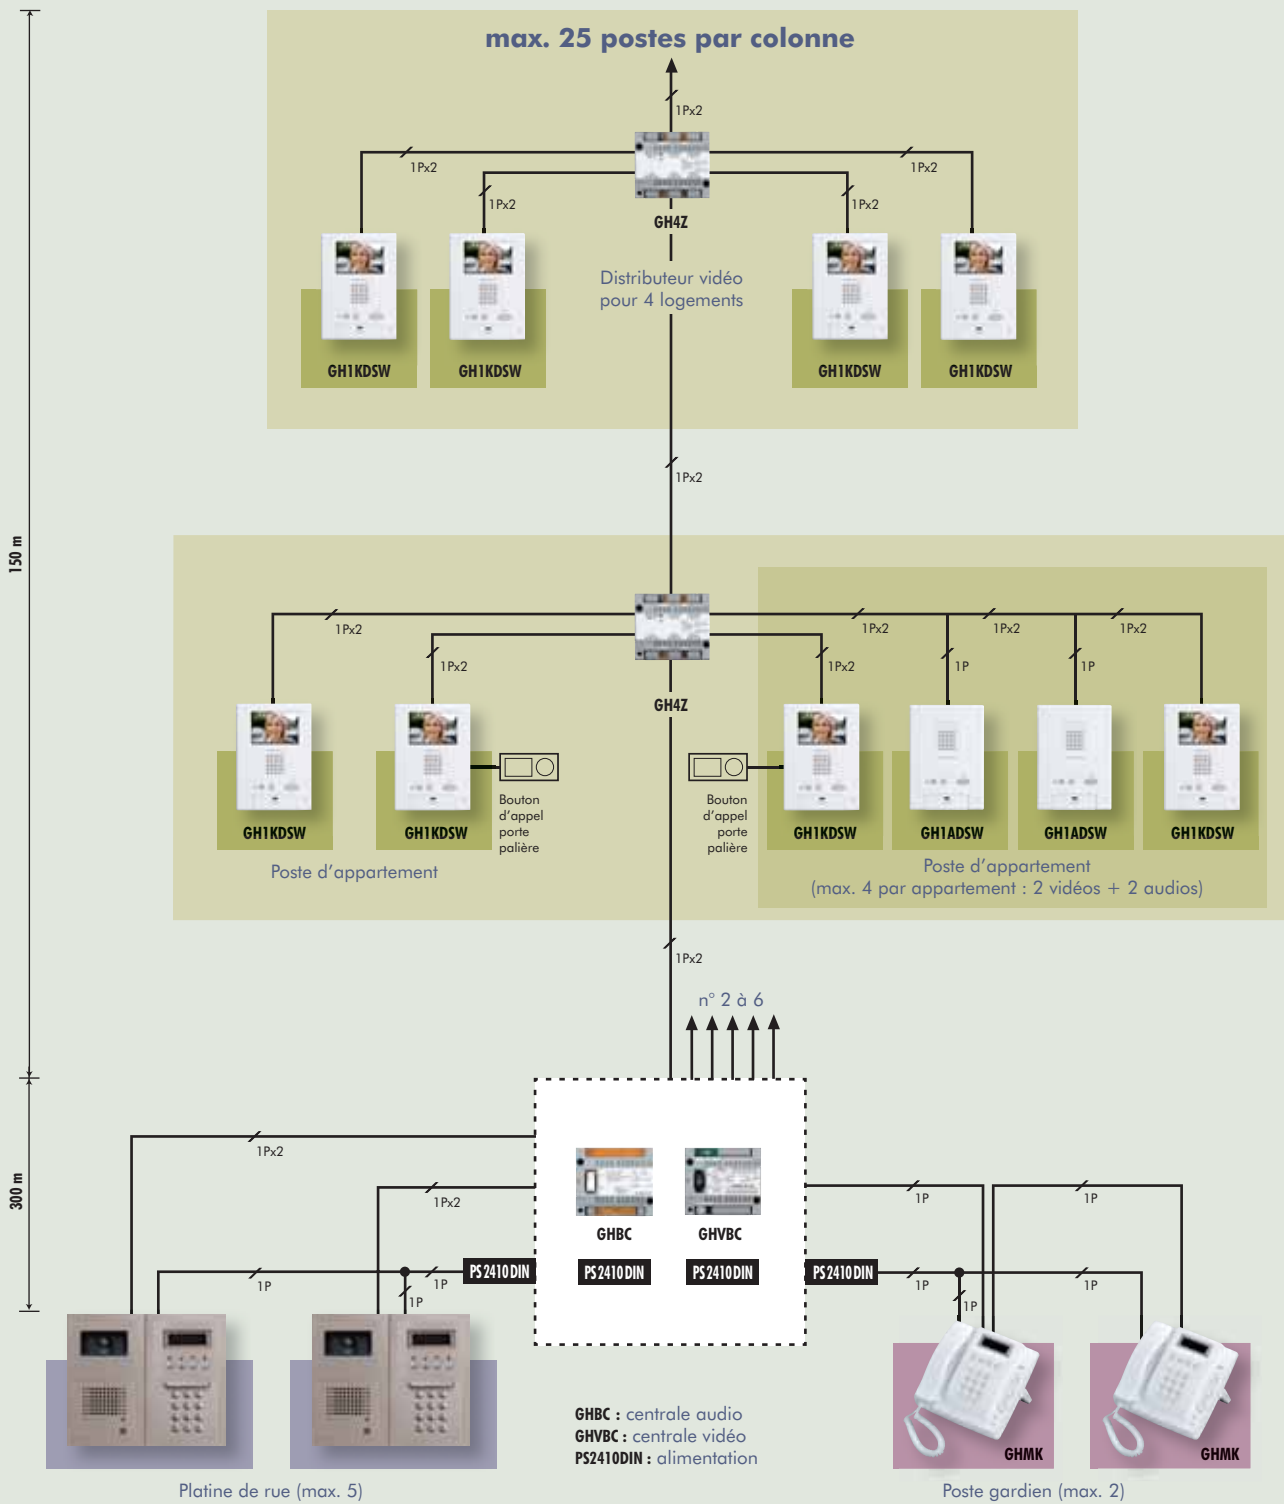 max. 25 postes par colonne
1Px2
1Px2
1Px2
1Px2
1Px2
GH4Z
Distributeur vidéo
pour 4 logements
GH1KDSW
GH1KDSW
GH1KDSW
GH1KDSW
1Px2
150 m
1Px2
1Px2
1Px2
1Px2
1Px2
1Px2
1P
1P
1Px2
GH4Z
GH1KDSW
GH1KDSW
Bouton
d'appel
porte
palière
Bouton
d'appel
porte
palière
GH1KDSW
GH1ADSW
GH1ADSW
GH1KDSW
Poste d'appartement
Poste d'appartement
(max. 4 par appartement : 2 vidéos + 2 audios)
1Px2
n° 2 à 6
300 m
1Px2
1Px2
1P
1P
1P
PS2410DIN
GHBC
GHVBC
PS2410DIN
PS2410DIN
PS2410DIN
1P
1P
1P
1P
1P
GHMK
GHMK
GHBC : centrale audio
GHVBC : centrale vidéo
PS2410DIN : alimentation
Platine de rue (max. 5)
Poste gardien (max. 2)